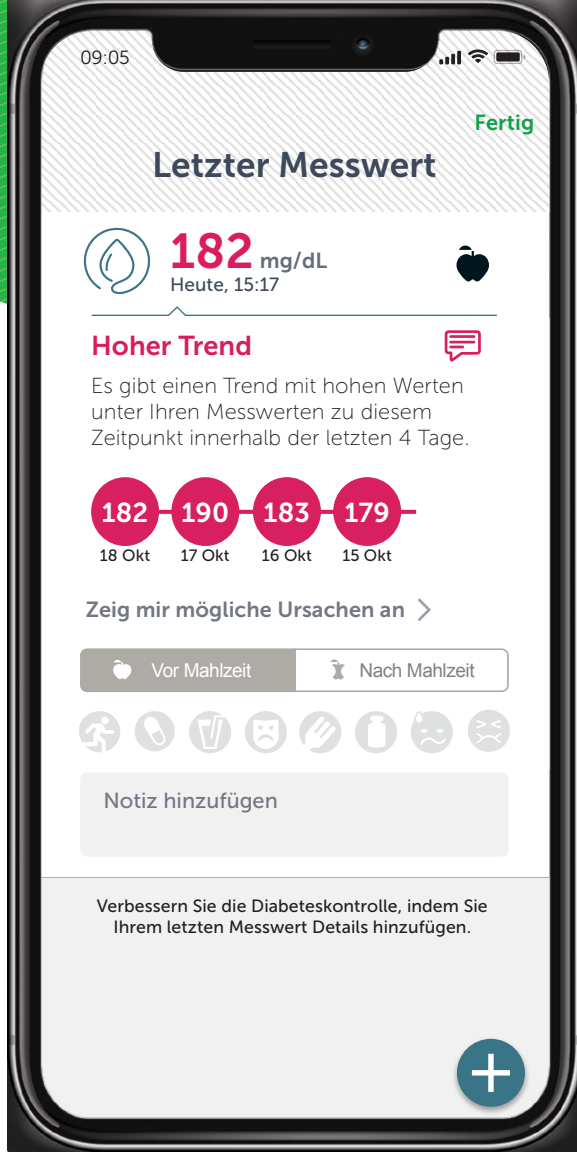 09:05
Fertig
Letzter Messwert
182 mg/dL
Heute, 15:17
Hoher Trend
Es gibt einen Trend mit hohen Werten
unter Ihren Messwerten zu diesem
Zeitpunkt innerhalb der letzten 4 Tage.
182 190 183 179
18 Okt 17 Okt 16 Okt 15 Okt
Zeig mir mögliche Ursachen an
Vor Mahlzeit Nach Mahlzeit
Notiz hinzufügen
Verbessern Sie die Diabeteskontrolle, indem Sie
Ihrem letzten Messwert Details hinzufügen.